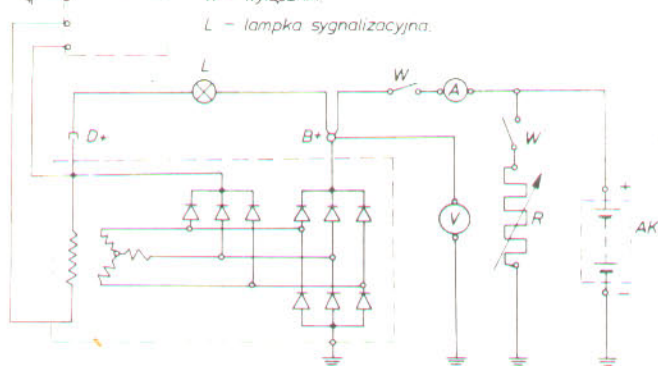 L – lampka sygnalizacyjna.
L
W
A
D+
B+
W
V
R
+
AK
–